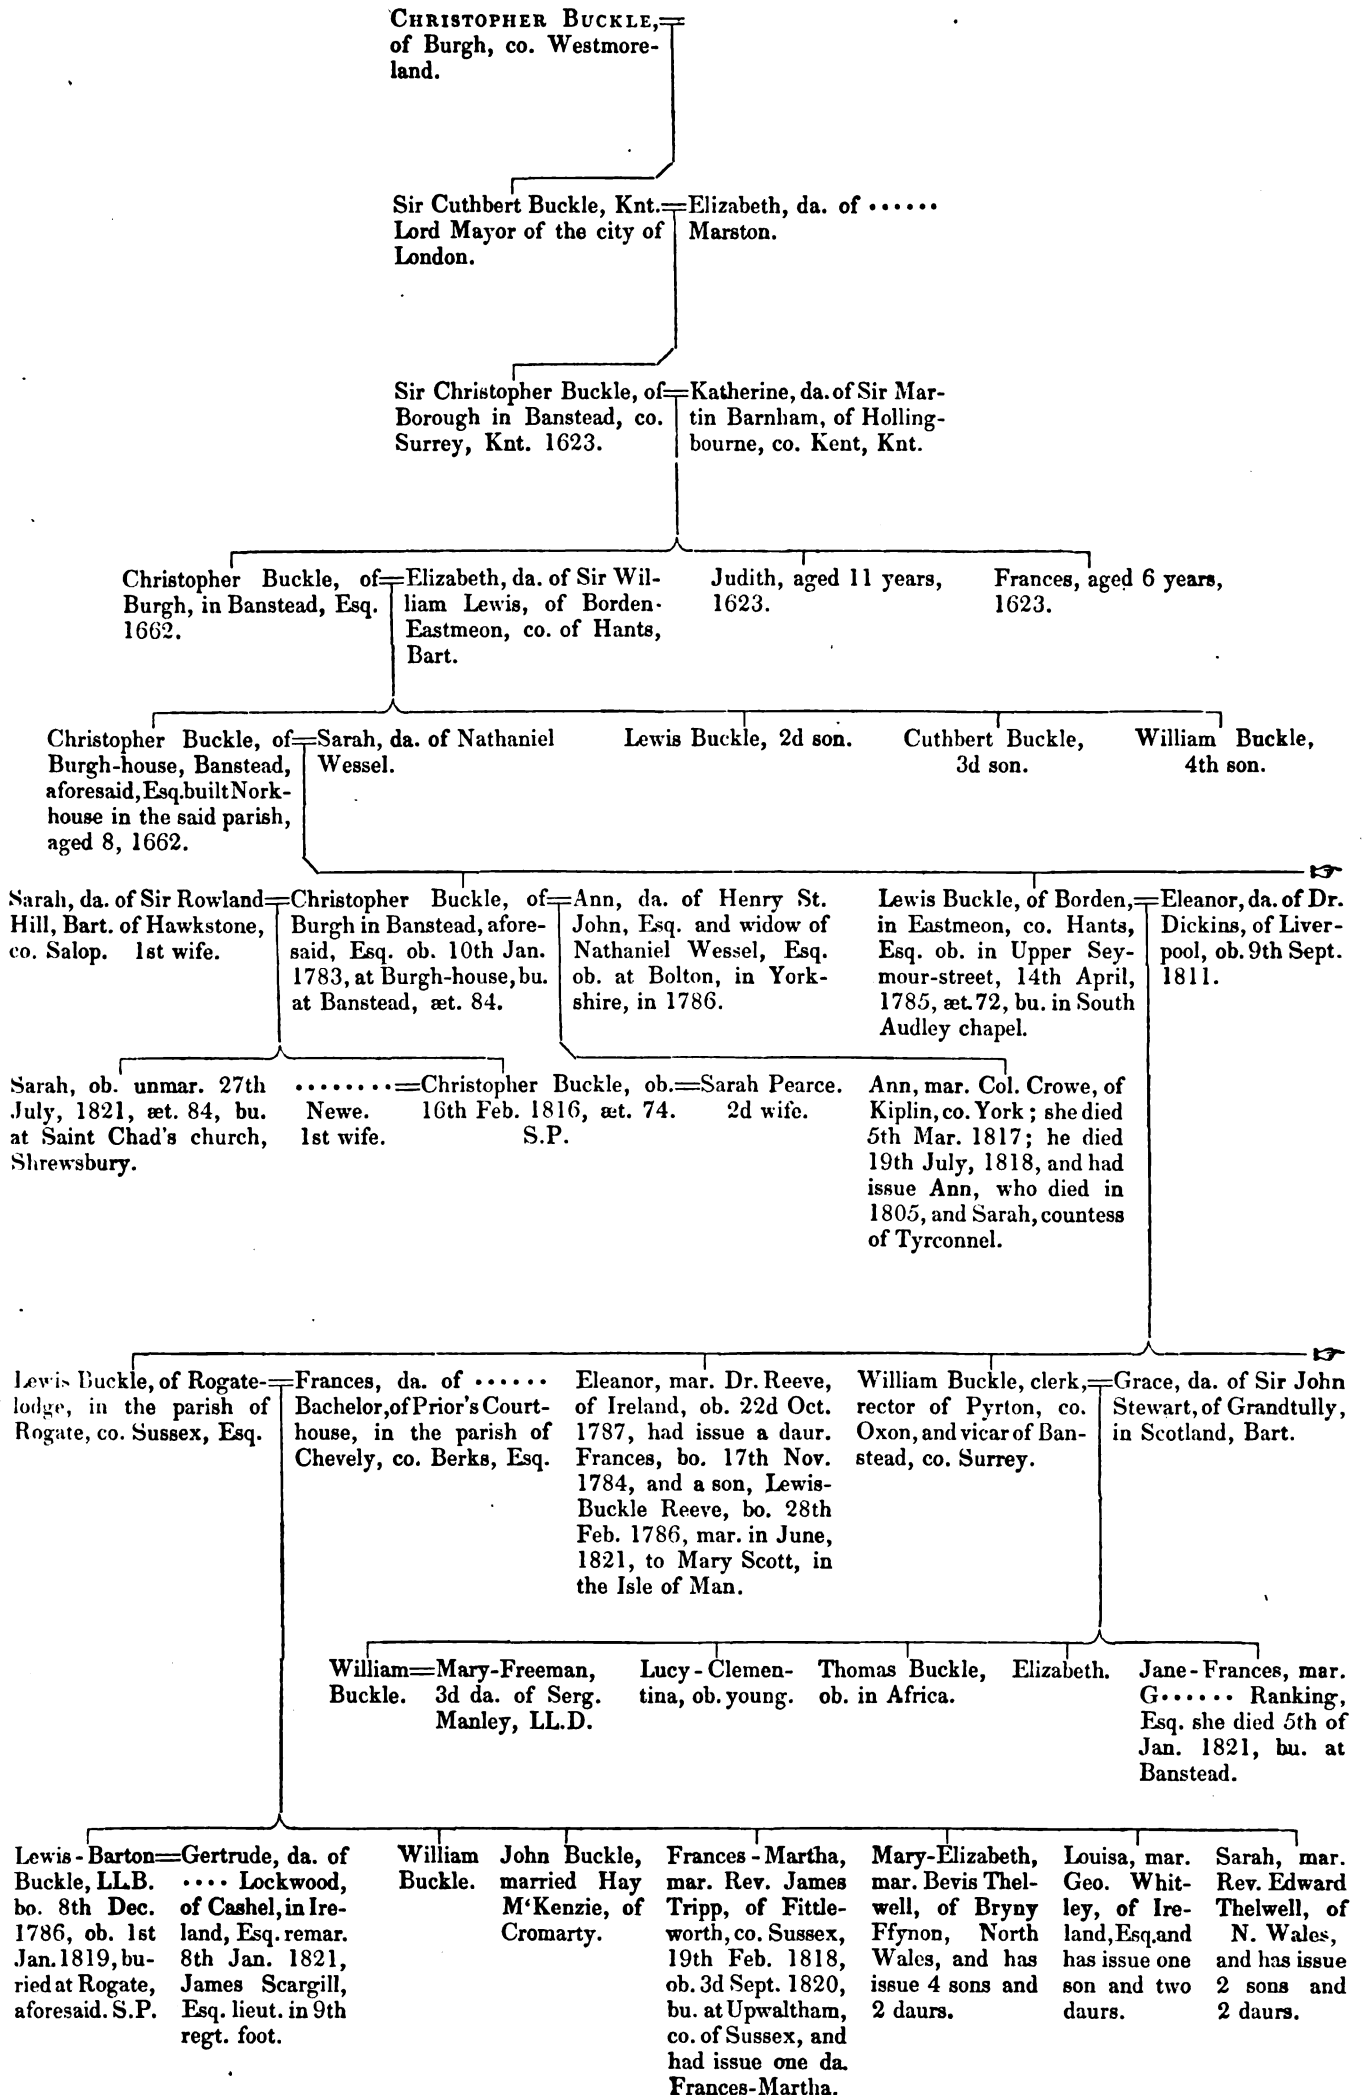 CHRISTOPHER BUCKLE,
of Burgh, co. Westmore-
land.
Sir Cuthbert Buckle, Knt.
Lord Mayor of the city of
London.
Elizabeth, da. of ······
Marston.
Sir Christopher Buckle, of
Borough in Banstead, co.
Surrey, Knt. 1623.
Katherine, da. of Sir Mar-
tin Barnham, of Holling-
bourne, co. Kent, Knt.
Christopher Buckle, of
Burgh, in Banstead, Esq.
1662.
Elizabeth, da. of Sir Wil-
liam Lewis, of Borden-
Eastmeon, co. of Hants,
Bart.
Judith, aged 11 years,
1623.
Frances, aged 6 years,
1623.
Christopher Buckle, of
Burgh-house, Banstead,
aforesaid, Esq. built Nork-
house in the said parish,
aged 8, 1662.
Sarah, da. of Nathaniel
Wessel.
Lewis Buckle, 2d son.
Cuthbert Buckle,
3d son.
William Buckle,
4th son.
Sarah, da. of Sir Rowland
Hill, Bart. of Hawkstone,
co. Salop. 1st wife.
Christopher Buckle, of
Burgh in Banstead, afore-
said, Esq. ob. 10th Jan.
1783, at Burgh-house, bu.
at Banstead, æt. 84.
Ann, da. of Henry St.
John, Esq. and widow of
Nathaniel Wessel, Esq.
ob. at Bolton, in York-
shire, in 1786.
Lewis Buckle, of Borden,
in Eastmeon, co. Hants,
Esq. ob. in Upper Sey-
mour-street, 14th April,
1785, æt. 72, bu. in South
Audley chapel.
Eleanor, da. of Dr.
Dickins, of Liver-
pool, ob. 9th Sept.
1811.
Sarah, ob. unmar. 27th
July, 1821, æt. 84, bu.
at Saint Chad's church,
Shrewsbury.
········
Newe.
1st wife.
Christopher Buckle, ob.
16th Feb. 1816, æt. 74.
S.P.
Sarah Pearce.
2d wife.
Ann, mar. Col. Crowe, of
Kiplin, co. York; she died
5th Mar. 1817; he died
19th July, 1818, and had
issue Ann, who died in
1805, and Sarah, countess
of Tyrconnel.
Lewis Buckle, of Rogate-
lodge, in the parish of
Rogate, co. Sussex, Esq.
Frances, da. of ······
Bachelor, of Prior's Court-
house, in the parish of
Chevely, co. Berks, Esq.
Eleanor, mar. Dr. Reeve,
of Ireland, ob. 22d Oct.
1787, had issue a daur.
Frances, bo. 17th Nov.
1784, and a son, Lewis-
Buckle Reeve, bo. 28th
Feb. 1786, mar. in June,
1821, to Mary Scott, in
the Isle of Man.
William Buckle, clerk,
rector of Pyrton, co.
Oxon, and vicar of Ban-
stead, co. Surrey.
Grace, da. of Sir John
Stewart, of Grandtully,
in Scotland, Bart.
William
Buckle.
Mary-Freeman,
3d da. of Serg.
Manley, LL.D.
Lucy-Clemen-
tina, ob. young.
Thomas Buckle,
ob. in Africa.
Elizabeth.
Jane-Frances, mar.
G······ Ranking,
Esq. she died 5th of
Jan. 1821, bu. at
Banstead.
Lewis-Barton
Buckle, LL.B.
bo. 8th Dec.
1786, ob. 1st
Jan. 1819, bu-
ried at Rogate,
aforesaid. S.P.
Gertrude, da. of
···· Lockwood,
of Cashel, in Ire-
land, Esq. remar.
8th Jan. 1821,
James Scargill,
Esq. lieut. in 9th
regt. foot.
William
Buckle.
John Buckle,
married Hay
M‘Kenzie, of
Cromarty.
Frances-Martha,
mar. Rev. James
Tripp, of Fittle-
worth, co. Sussex,
19th Feb. 1818,
ob. 3d Sept. 1820,
bu. at Upwaltham,
co. of Sussex, and
had issue one da.
Frances-Martha.
Mary-Elizabeth,
mar. Bevis Thel-
well, of Bryny
Ffynon, North
Wales, and has
issue 4 sons and
2 daurs.
Louisa, mar.
Geo. Whit-
ley, of Ire-
land, Esq. and
has issue one
son and two
daurs.
Sarah, mar.
Rev. Edward
Thelwell, of
N. Wales,
and has issue
2 sons and
2 daurs.